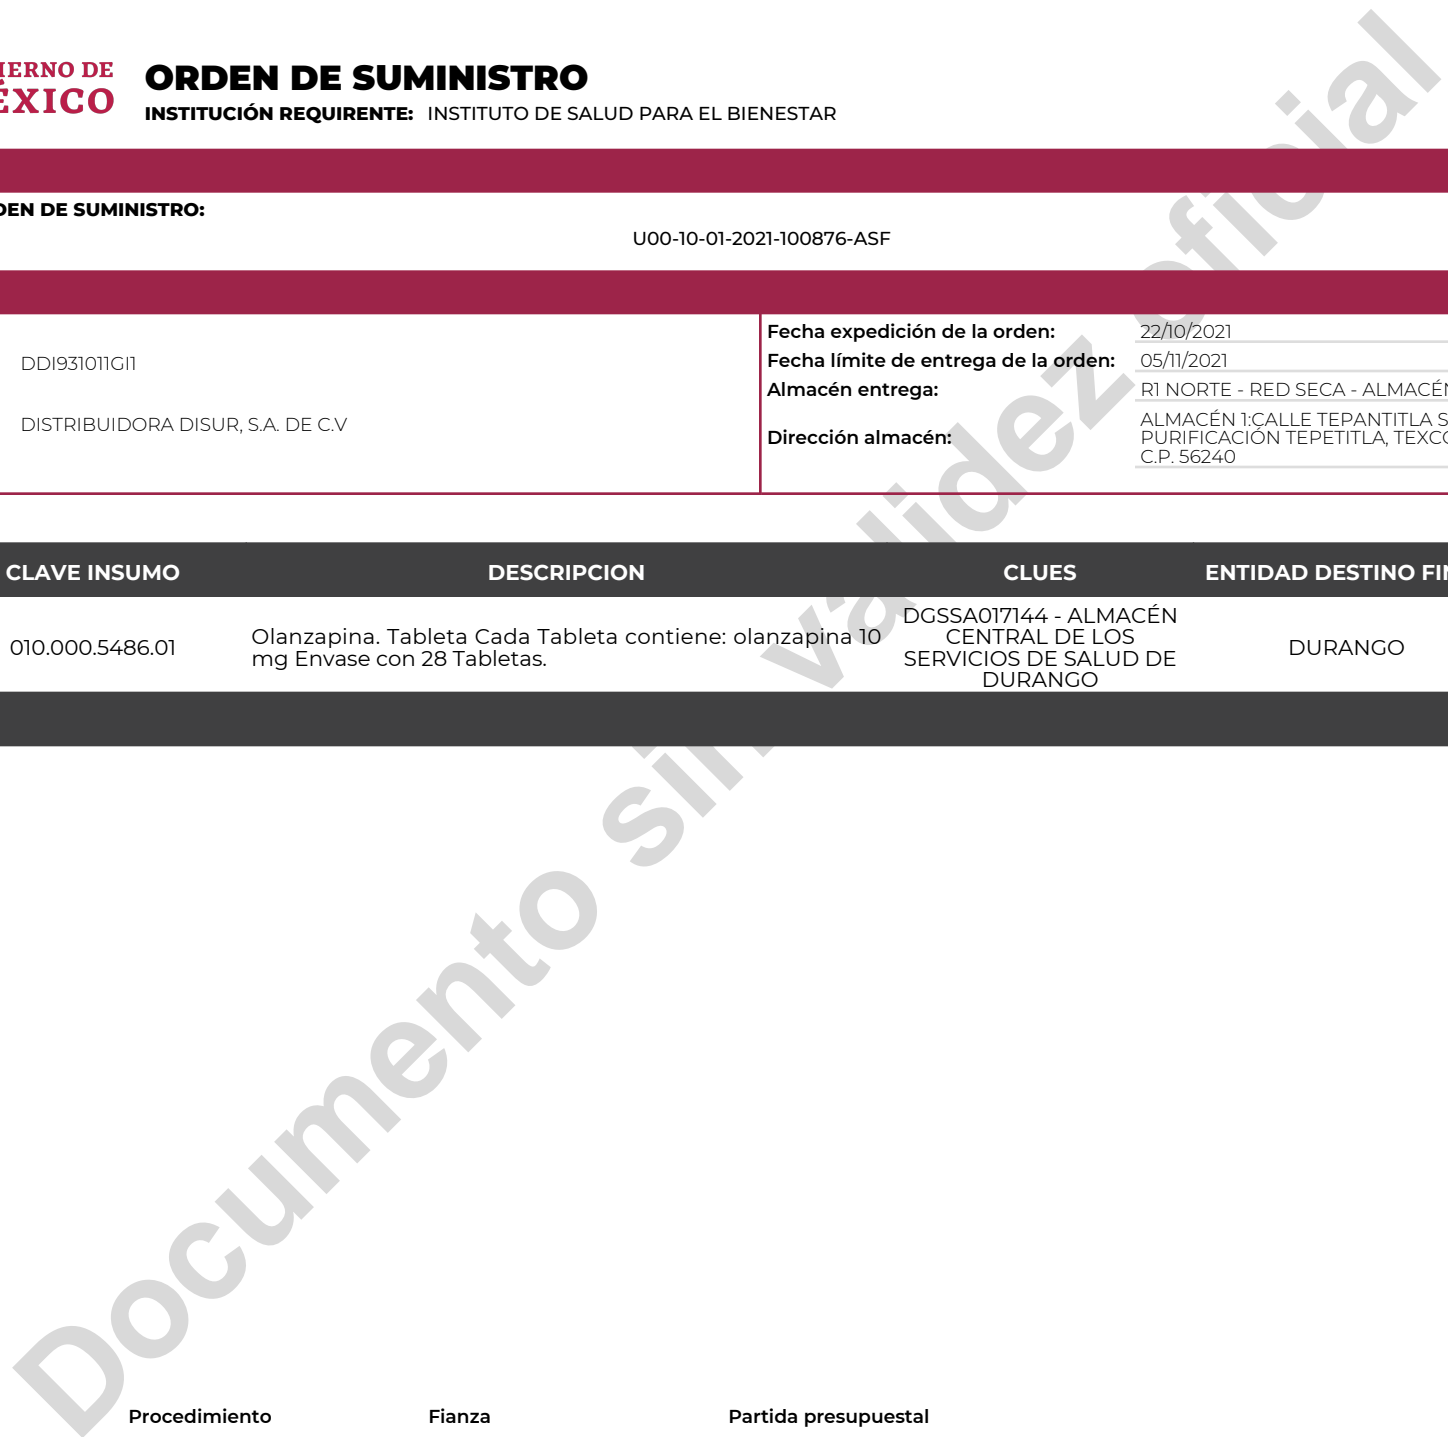 IERNO DE
ÉXICO
ORDEN DE SUMINISTRO
INSTITUCIÓN REQUIRENTE: INSTITUTO DE SALUD PARA EL BIENESTAR
DEN DE SUMINISTRO:
U00-10-01-2021-100876-ASF
DDI931011GI1
DISTRIBUIDORA DISUR, S.A. DE C.V
Fecha expedición de la orden: 22/10/2021
Fecha límite de entrega de la orden: 05/11/2021
Almacén entrega: R1 NORTE - RED SECA - ALMACÉN
Dirección almacén: ALMACÉN 1:CALLE TEPANTITLA S
PURIFICACIÓN TEPETITLA, TEXCO
C.P. 56240
CLAVE INSUMO DESCRIPCION CLUES ENTIDAD DESTINO FIN
010.000.5486.01
Olanzapina. Tableta Cada Tableta contiene: olanzapina 10
mg Envase con 28 Tabletas.
DGSSA017144 - ALMACÉN
CENTRAL DE LOS
SERVICIOS DE SALUD DE
DURANGO
DURANGO
Documento sin validez oficial
Procedimiento Fianza Partida presupuestal